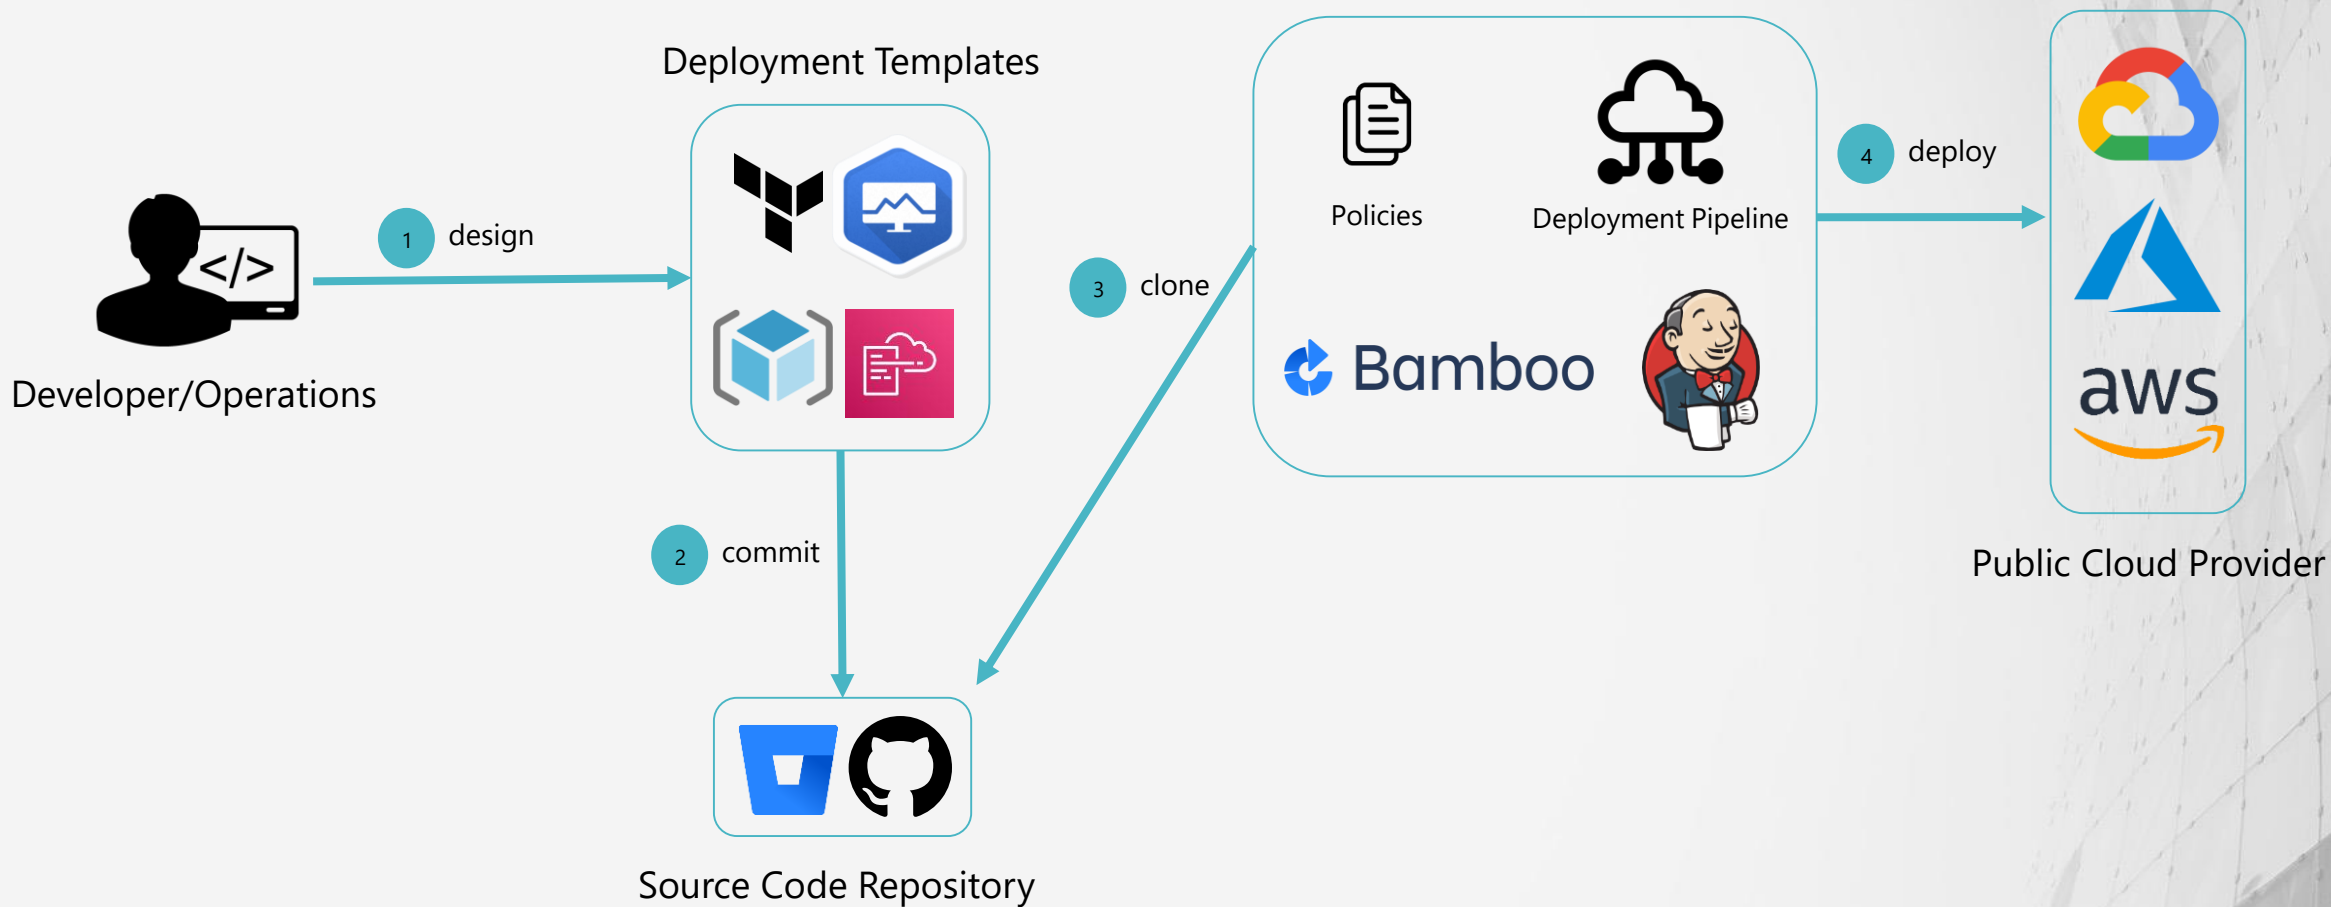 Deployment Templates
1 design
</>
Developer/Operations
2 commit
Source Code Repository
3 clone
Policies
Deployment Pipeline
Bamboo
4 deploy
aws
Public Cloud Provider